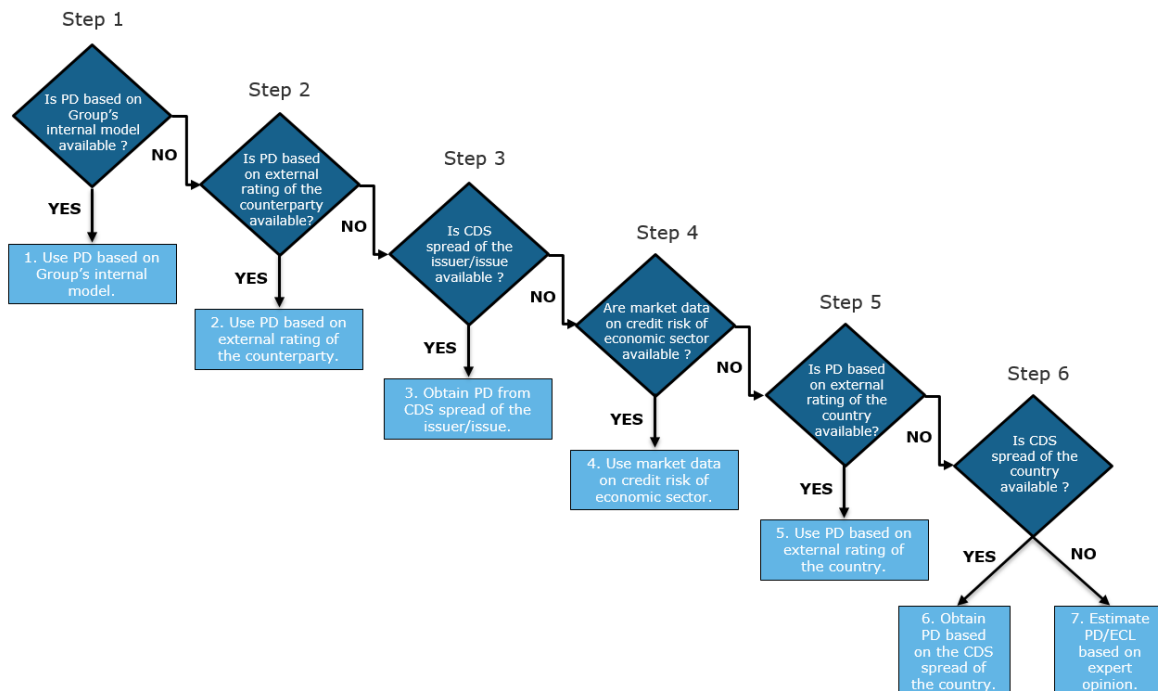 Step 1
Is PD based on
Group's
internal model
available ?
NO
YES
1. Use PD based on
Group's internal
model.
Step 2
Is PD based
on external
rating of the
counterparty
available?
NO
YES
2. Use PD based on
external rating of
the counterparty.
Step 3
Is CDS
spread of the
issuer/issue
available ?
NO
YES
3. Obtain PD from
CDS spread of the
issuer/issue.
Step 4
Are market data
on credit risk of
economic sector
available ?
NO
YES
4. Use market data
on credit risk of
economic sector.
Step 5
Is PD based
on external
rating of the
country
available?
NO
YES
5. Use PD based on
external rating of
the country.
Step 6
Is CDS
spread of the
country
available ?
YES
NO
6. Obtain
PD based
on the CDS
spread of
the country.
7. Estimate
PD/ECL
based on
expert
opinion.